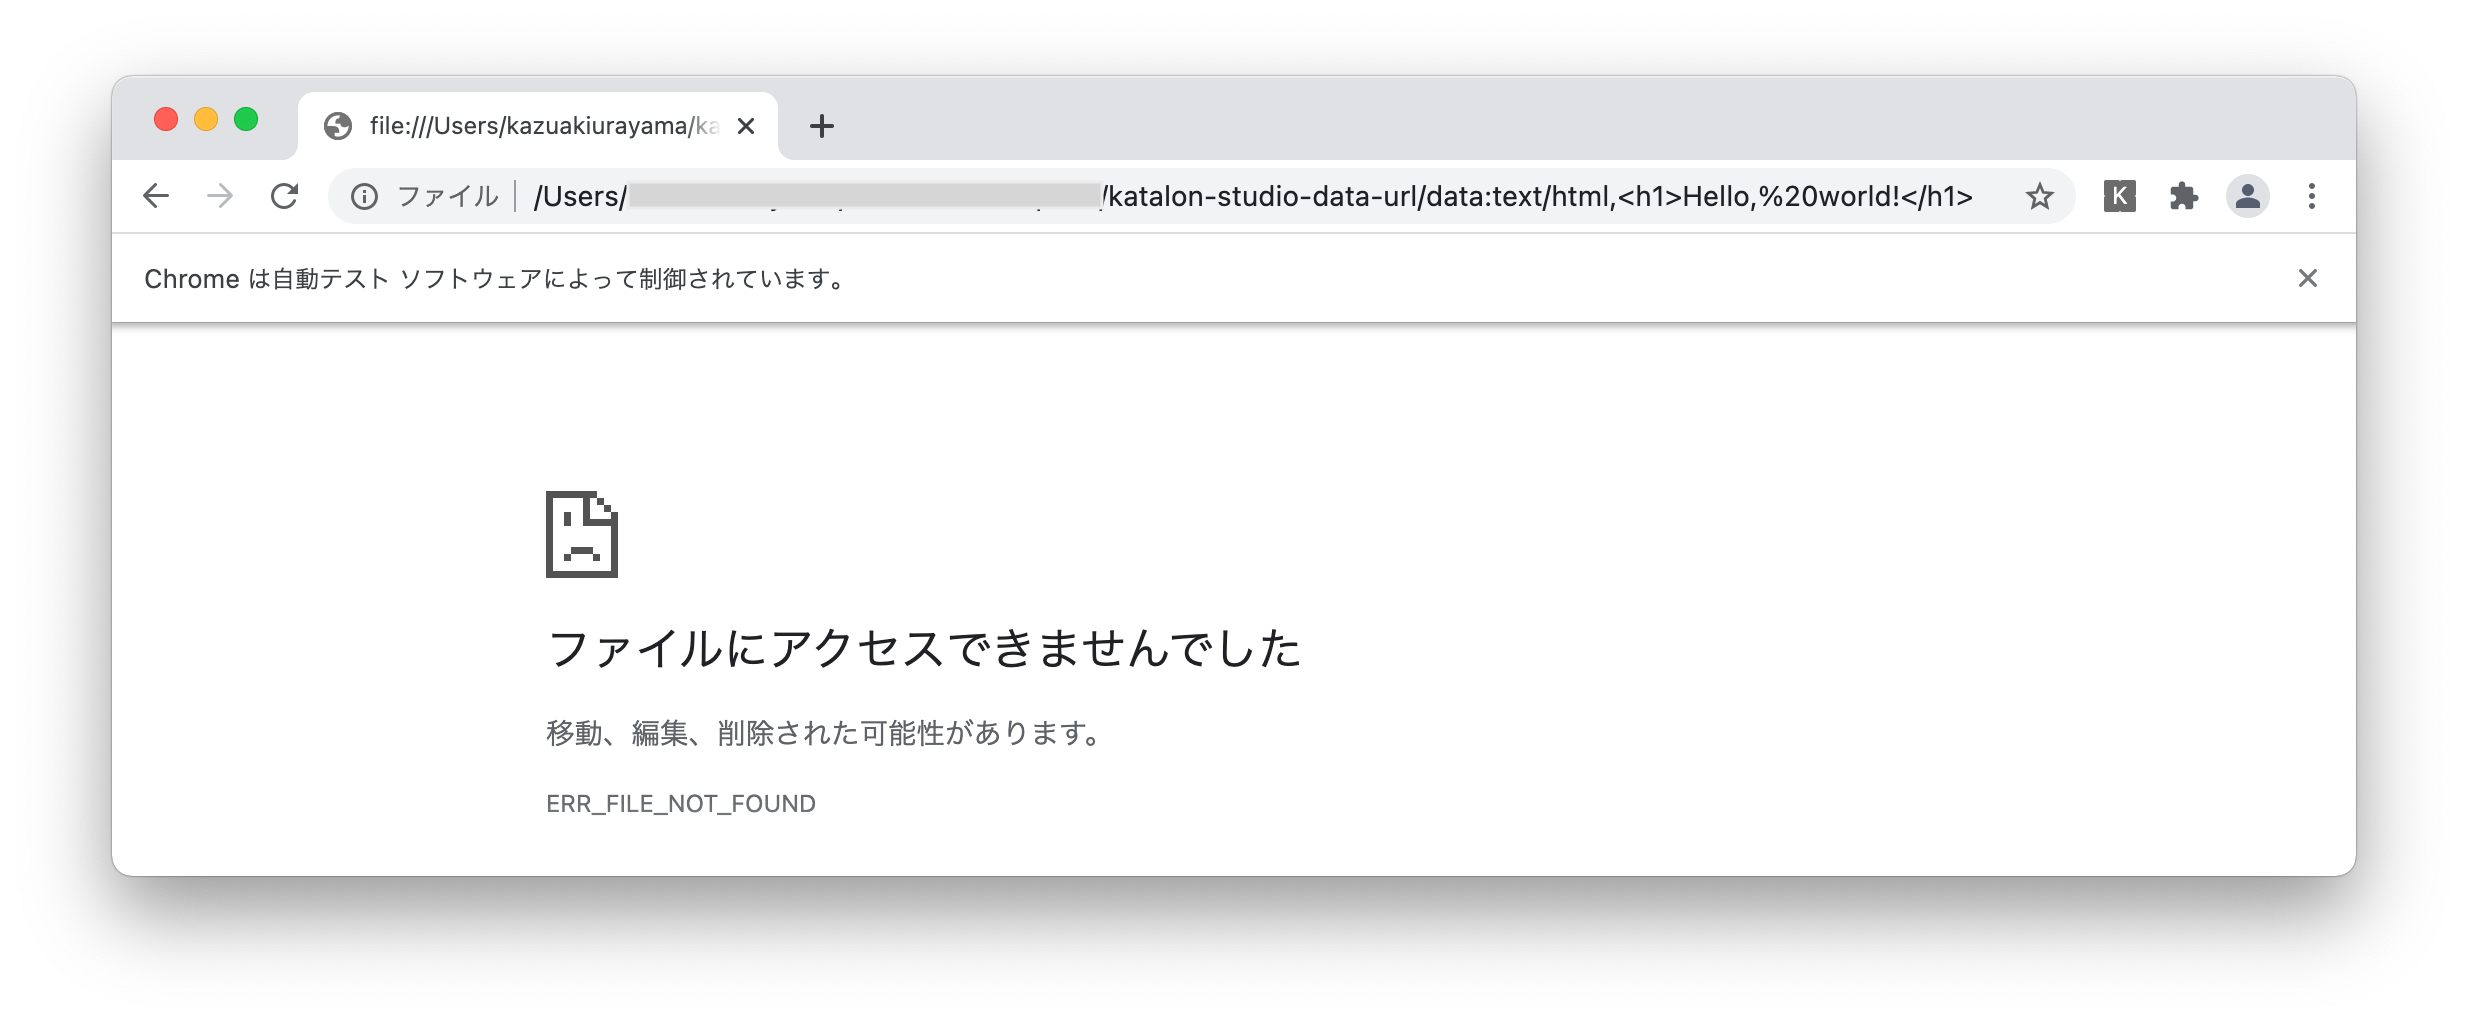 file:///Users/kazuakiurayama/ka
ファイル /Users/ /katalon-studio-data-url/data:text/html,<h1>Hello,%20world!</h1>
K
Chrome は自動テスト ソフトウェアによって制御されています。
ファイルにアクセスできませんでした
移動、編集、削除された可能性があります。
ERR_FILE_NOT_FOUND